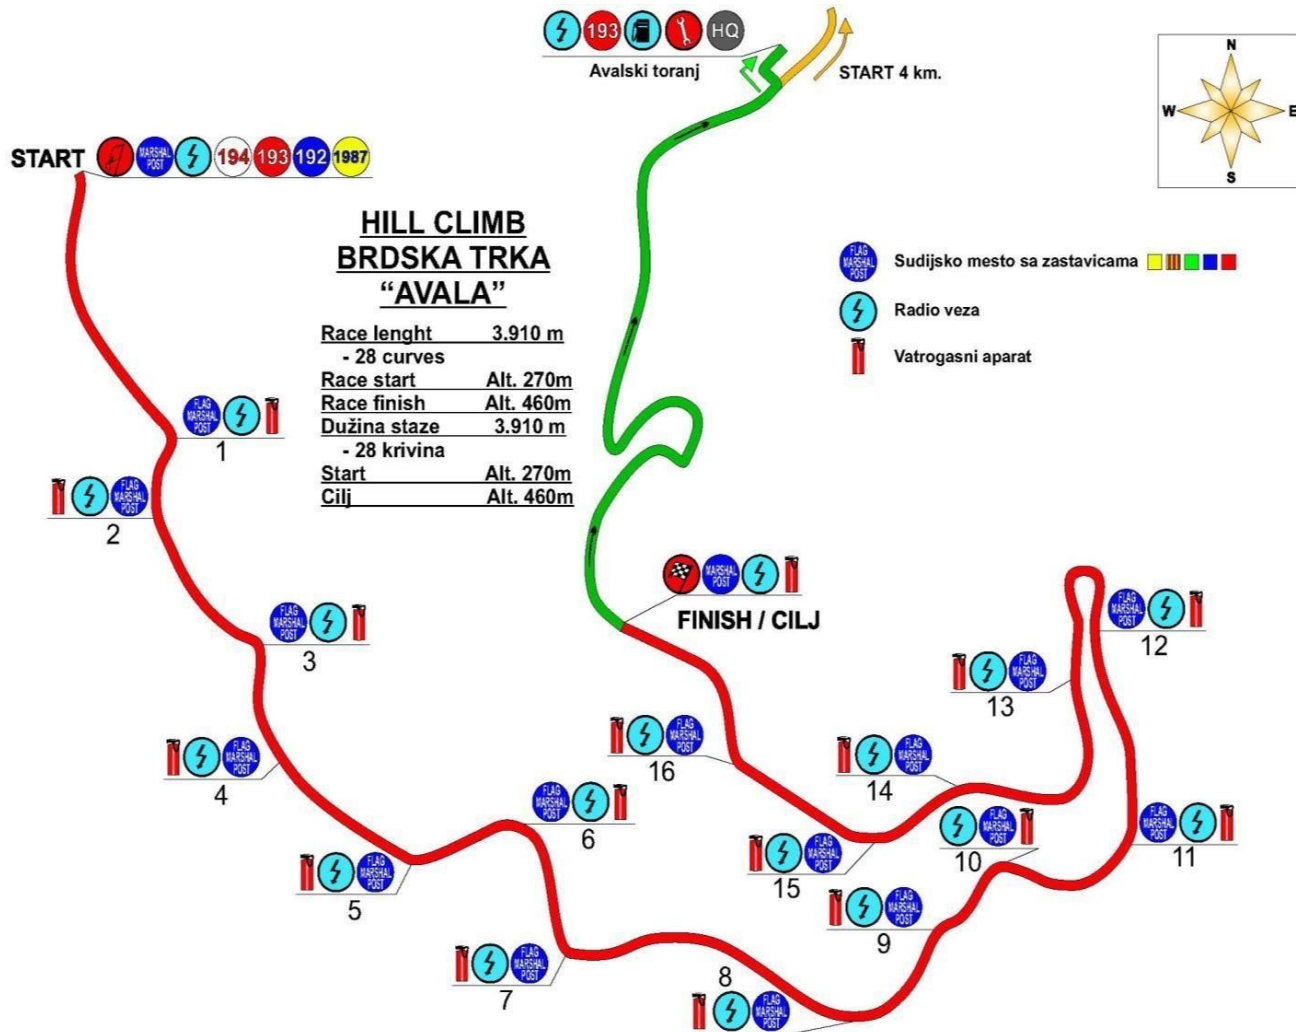 193 HQ
Avalski toranj
START 4 km.
N
W E
S
START MARSHAL POST 194 193 192 1987
HILL CLIMB
BRDSKA TRKA
“AVALA”
Race lenght 3.910 m
- 28 curves
Race start Alt. 270m
Race finish Alt. 460m
Dužina staze 3.910 m
- 28 krivina
Start Alt. 270m
Cilj Alt. 460m
FLAG MARSHAL POST Sudijsko mesto sa zastavicama
Radio veza
Vatrogasni aparat
FLAG MARSHAL POST
1
FLAG MARSHAL POST
2
FLAG MARSHAL POST
3
FLAG MARSHAL POST
4
FLAG MARSHAL POST
5
FLAG MARSHAL POST
6
FLAG MARSHAL POST
7
8
FLAG MARSHAL POST
FLAG MARSHAL POST
9
FLAG MARSHAL POST
10
FLAG MARSHAL POST
11
FLAG MARSHAL POST
12
FLAG MARSHAL POST
13
FLAG MARSHAL POST
14
FLAG MARSHAL POST
15
FLAG MARSHAL POST
16
MARSHAL POST
FINISH / CILJ